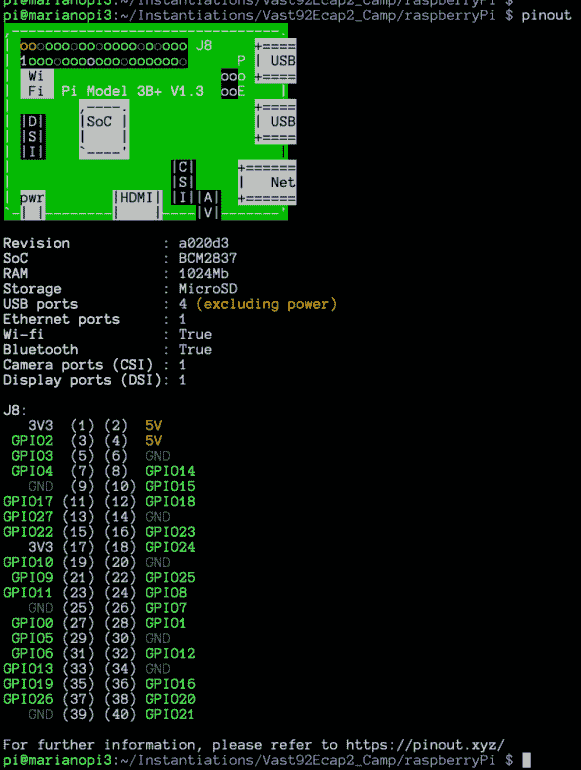 pi@marianopi3:~/Instantiations/Vast92Ecap2_Camp/raspberryPi $
pi@marianopi3:~/Instantiations/Vast92Ecap2_Camp/raspberryPi $ pinout
,--------------------------------.
| oooooooooooooooooooo J8     +====
| 1ooooooooooooooooooo  P     | USB
|  Wi                  oo     +====
|  Fi  Pi Model 3B+ V1.3 ooE     |
|      ,----.               +====
| |D|  |SoC |               | USB
| |S|  |    |               +====
| |I|  `----'                  |
|                   |C|     +======
|                   |S|     |   Net
| pwr        |HDMI| |I||A|  +======
`-| |--------|    |----|V|-------'
Revision : a020d3
SoC : BCM2837
RAM : 1024Mb
Storage : MicroSD
USB ports : 4 (excluding power)
Ethernet ports : 1
Wi-fi : True
Bluetooth : True
Camera ports (CSI) : 1
Display ports (DSI): 1
J8:
3V3 (1) (2) 5V
GPIO2 (3) (4) 5V
GPIO3 (5) (6) GND
GPIO4 (7) (8) GPIO14
GND (9) (10) GPIO15
GPIO17 (11) (12) GPIO18
GPIO27 (13) (14) GND
GPIO22 (15) (16) GPIO23
3V3 (17) (18) GPIO24
GPIO10 (19) (20) GND
GPIO9 (21) (22) GPIO25
GPIO11 (23) (24) GPIO8
GND (25) (26) GPIO7
GPIO0 (27) (28) GPIO1
GPIO5 (29) (30) GND
GPIO6 (31) (32) GPIO12
GPIO13 (33) (34) GND
GPIO19 (35) (36) GPIO16
GPIO26 (37) (38) GPIO20
GND (39) (40) GPIO21
For further information, please refer to https://pinout.xyz/
pi@marianopi3:~/Instantiations/Vast92Ecap2_Camp/raspberryPi $